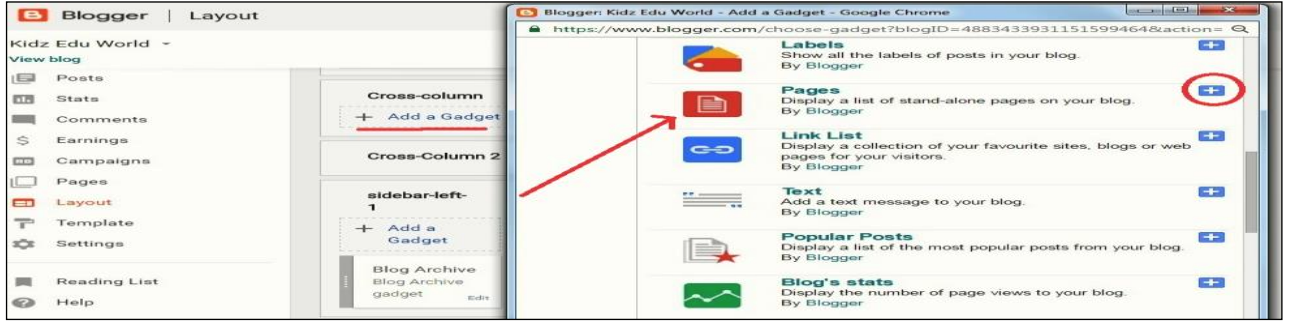 Blogger | Layout
Kidz Edu World
View blog
Posts
Stats
Comments
Earnings
Campaigns
Pages
Layout
Template
Settings
Reading List
Help
Cross-column
+ Add a Gadget
Cross-Column 2
sidebar-left-
1
+ Add a
Gadget
Blog Archive
Blog Archive
gadget
Edit
Blogger: Kidz Edu World - Add a Gadget - Google Chrome
https://www.blogger.com/choose-gadget?blogID=4883433931151599464&action=
Labels
Show all the labels of posts in your blog.
By Blogger
Pages
Display a list of stand-alone pages on your blog.
By Blogger
Link List
Display a collection of your favourite sites, blogs or web
pages for your visitors.
By Blogger
Text
Add a text message to your blog.
By Blogger
Popular Posts
Display a list of the most popular posts from your blog.
By Blogger
Blog's stats
Display the number of page views to your blog.
By Blogger